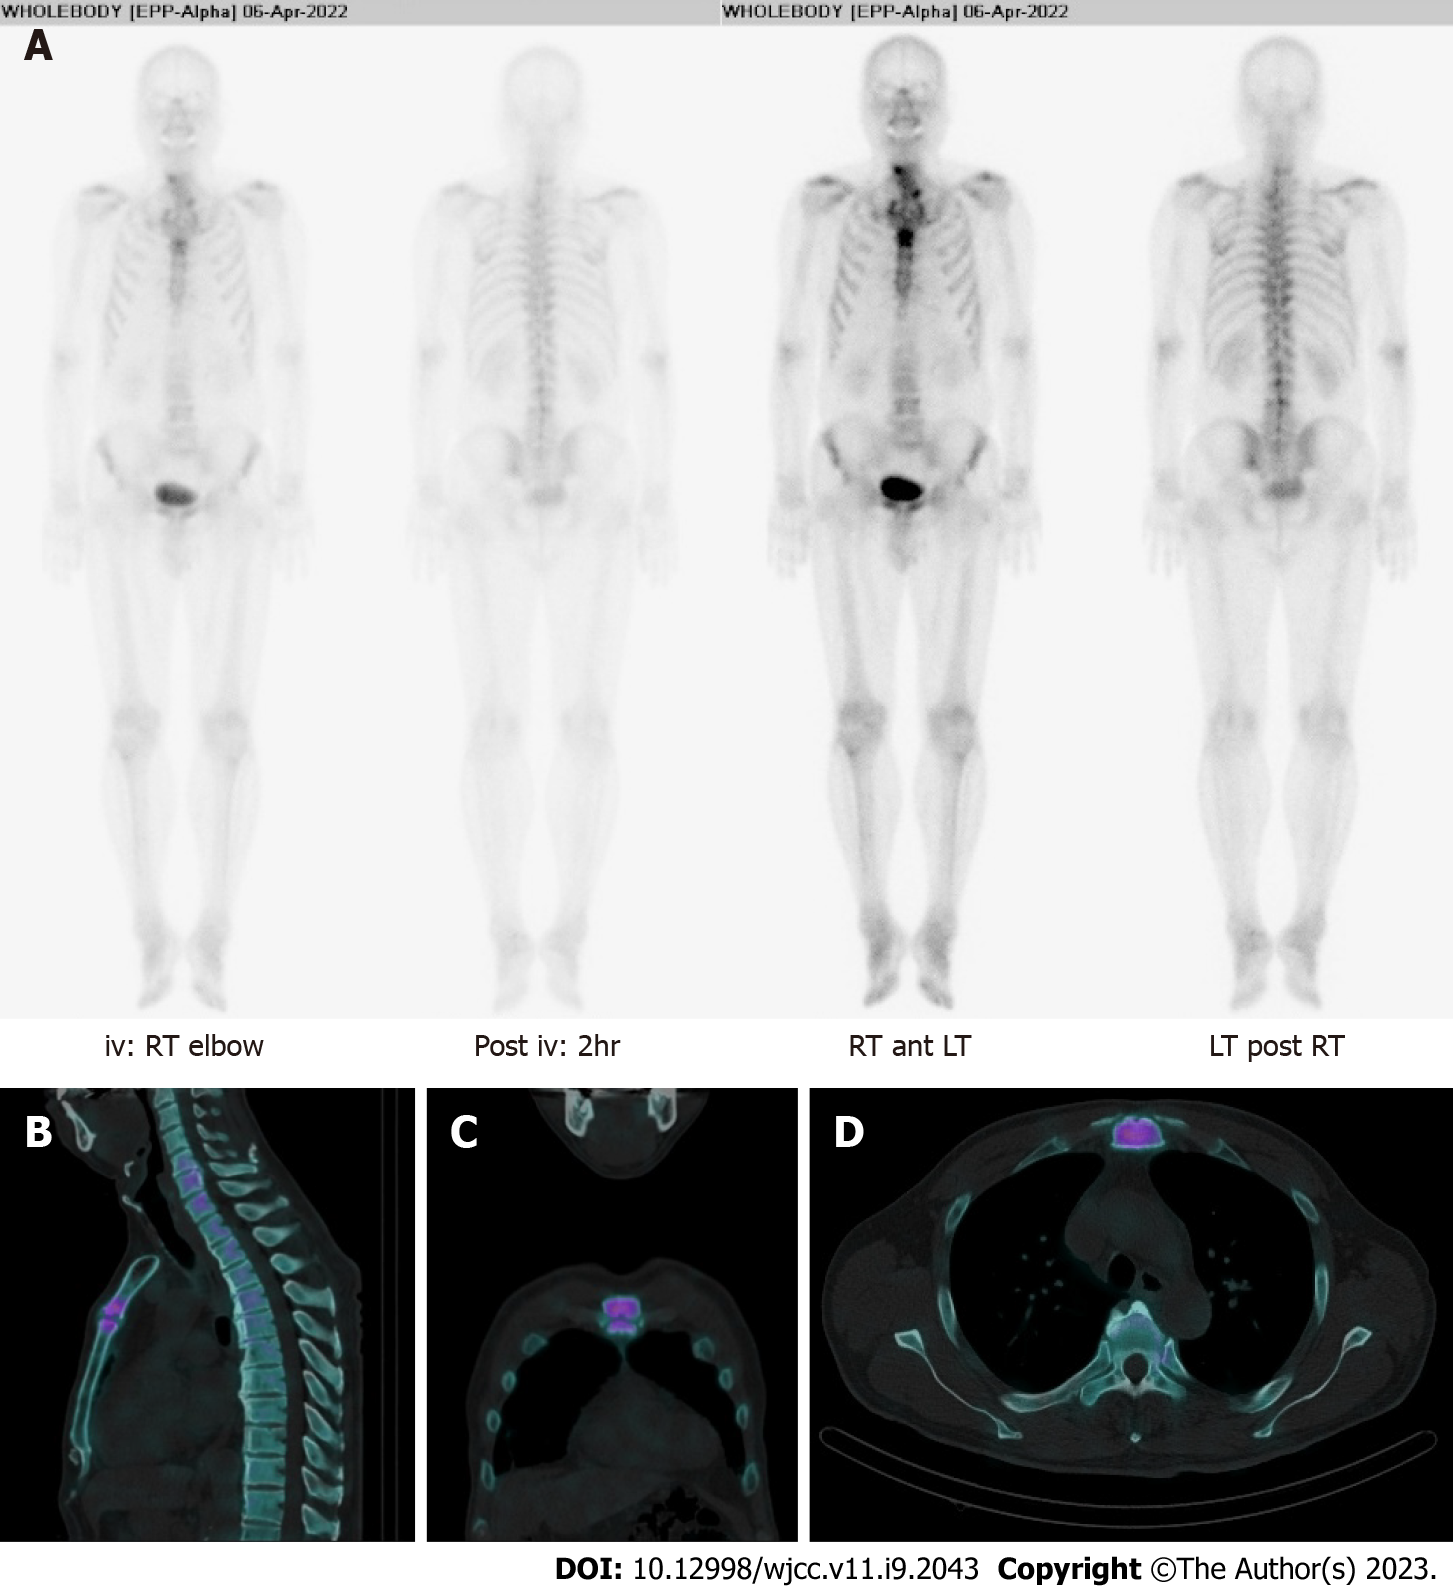 WHOLEBODY [EPP-Alpha] 06-Apr-2022 WHOLEBODY [EPP-Alpha] 06-Apr-2022
A
iv: RT elbow Post iv: 2hr RT ant LT LT post RT
B C D
DOI: 10.12998/wjcc.v11.i9.2043 Copyright ©The Author(s) 2023.